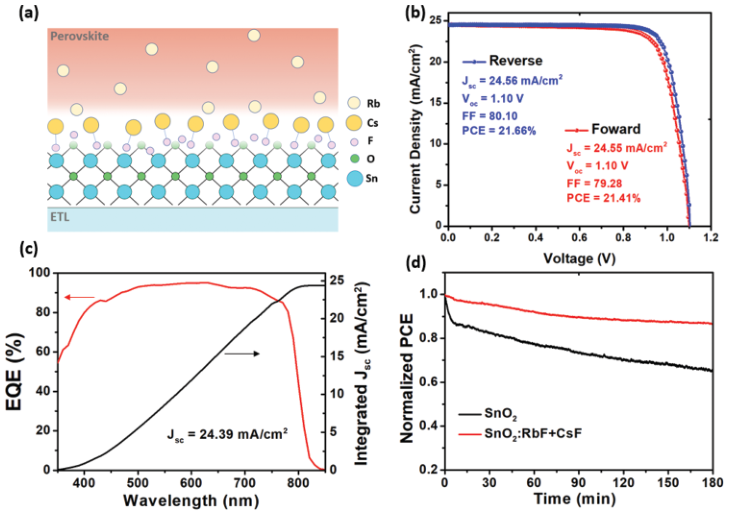 (a)
Perovskite
Rb
Cs
F
O
Sn
ETL
(b)
Current Density (mA/cm²)
25
20
15
10
5
0
0.0 0.2 0.4 0.6 0.8 1.0 1.2
Voltage (V)
Reverse
Jsc = 24.56 mA/cm²
Voc = 1.10 V
FF = 80.10
PCE = 21.66%
Foward
Jsc = 24.55 mA/cm²
Voc = 1.10 V
FF = 79.28
PCE = 21.41%
(c)
EQE (%)
100
80
60
40
20
0
400 500 600 700 800
Wavelength (nm)
Jsc = 24.39 mA/cm²
25
20
15
10
5
0
Integrated Jsc (mA/cm²)
(d)
Normalized PCE
1.0
0.8
0.6
0.4
0.2
0 30 60 90 120 150 180
Time (min)
SnO₂
SnO₂:RbF+CsF